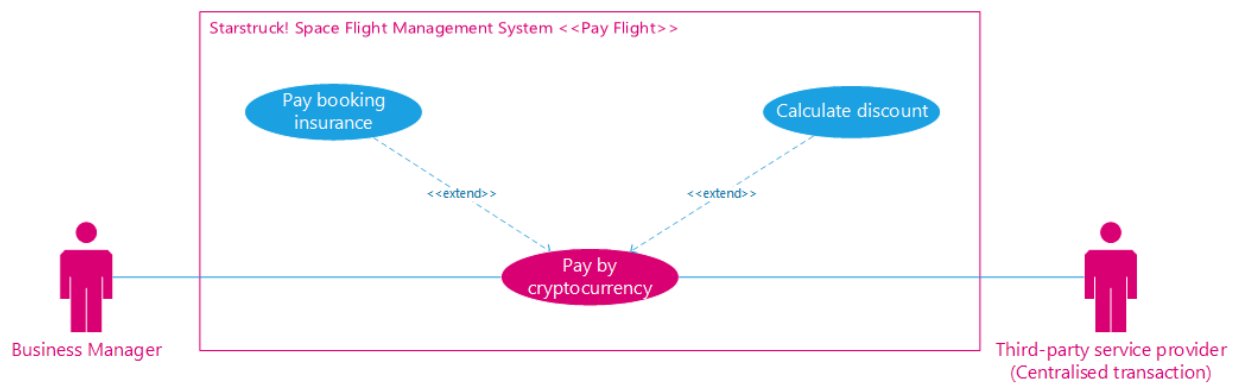 Starstruck! Space Flight Management System <<Pay Flight>>
Pay booking
insurance
Calculate discount
<<extend>>
<<extend>>
Pay by
cryptocurrency
Business Manager
Third-party service provider
(Centralised transaction)